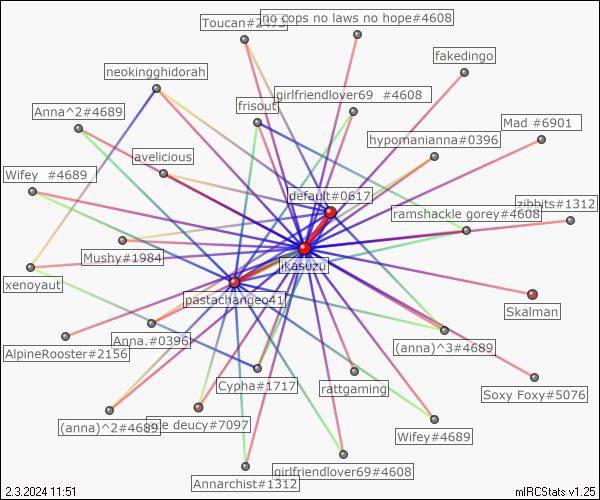 Toucan#2473
no cops no laws no hope#4608
fakedingo
neokingghidorah
girlfriendlover69 #4608
frisout
Anna^2#4689
Mad #6901
hypomanianna#0396
avelicious
Wifey #4689
default#0617
zibbits#1312
ramshackle gorey#4608
Mushy#1984
ikasuzu
xenoyaut
pastachangeo41
Skalman
Anna.#0396
AlpineRooster#2156
(anna)^3#4689
Cypha#1717
rattgaming
Soxy Foxy#5076
(anna)^2#4689
deucy#7097
Wifey#4689
girlfriendlover69#4608
Annarchist#1312
2.3.2024 11:51
mIRCStats v1.25